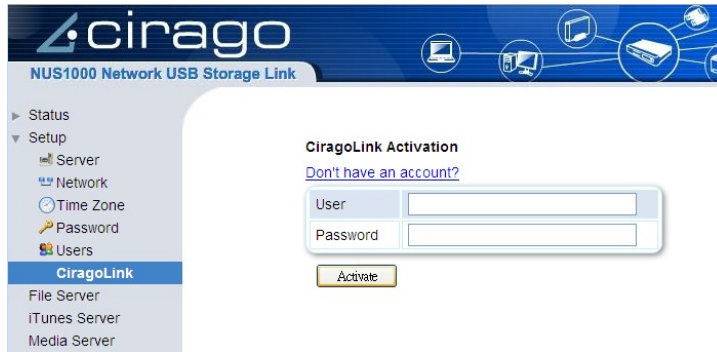 cirago
NUS1000 Network USB Storage Link
Status
Setup
Server
Network
Time Zone
Password
Users
CiragoLink
File Server
iTunes Server
Media Server
CiragoLink Activation
Don't have an account?
User
Password
Activate